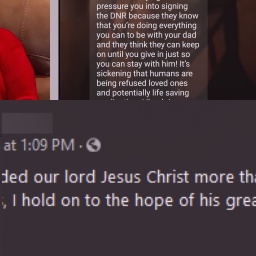 pressure you into signing
the DNR because they know
that you're doing everything
you can to be with your dad
and they think they can keep
on until you give in just so
you can stay with him! It's
sickening that humans are
being refused loved ones
and potentially life saving
at 1:09 PM ·
ded our lord Jesus Christ more tha
, I hold on to the hope of his grea